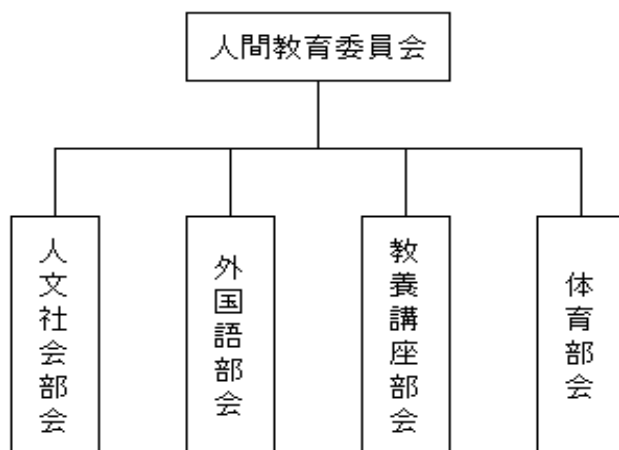 人間教育委員会
人文社会部会
外国語部会
教養講座部会
体育部会